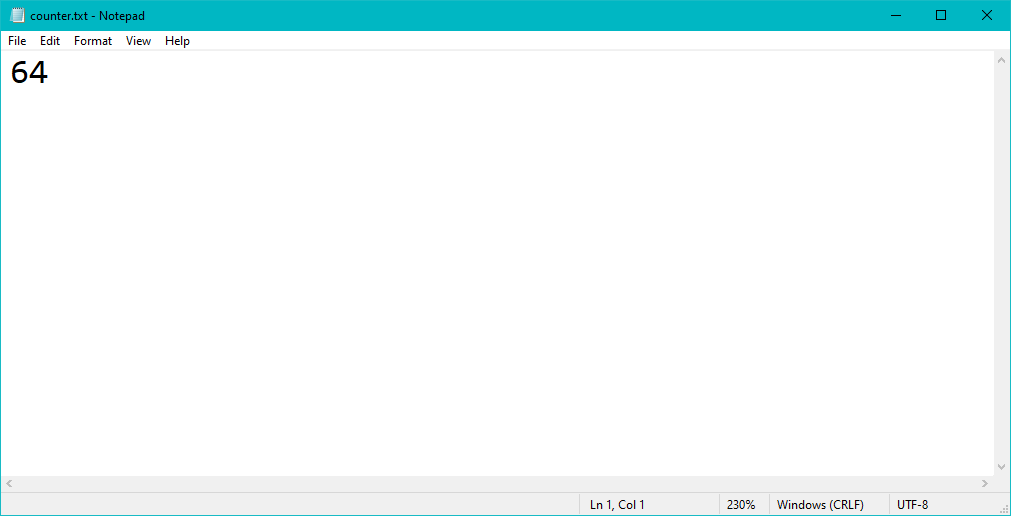 counter.txt - Notepad
File Edit Format View Help
64
Ln 1, Col 1 230% Windows (CRLF) UTF-8